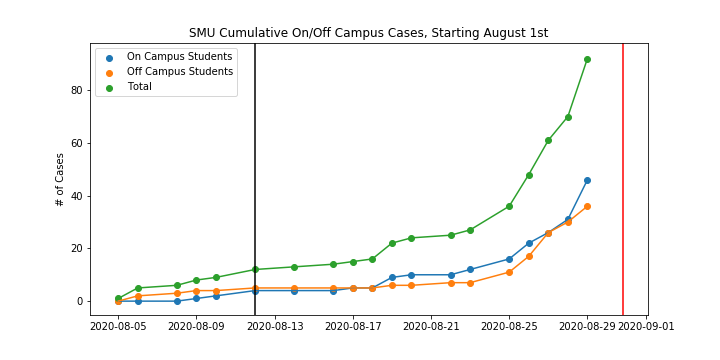 SMU Cumulative On/Off Campus Cases, Starting August 1st
On Campus Students
Off Campus Students
Total
# of Cases
80
60
40
20
0
2020-08-05 2020-08-09 2020-08-13 2020-08-17 2020-08-21 2020-08-25 2020-08-29 2020-09-01